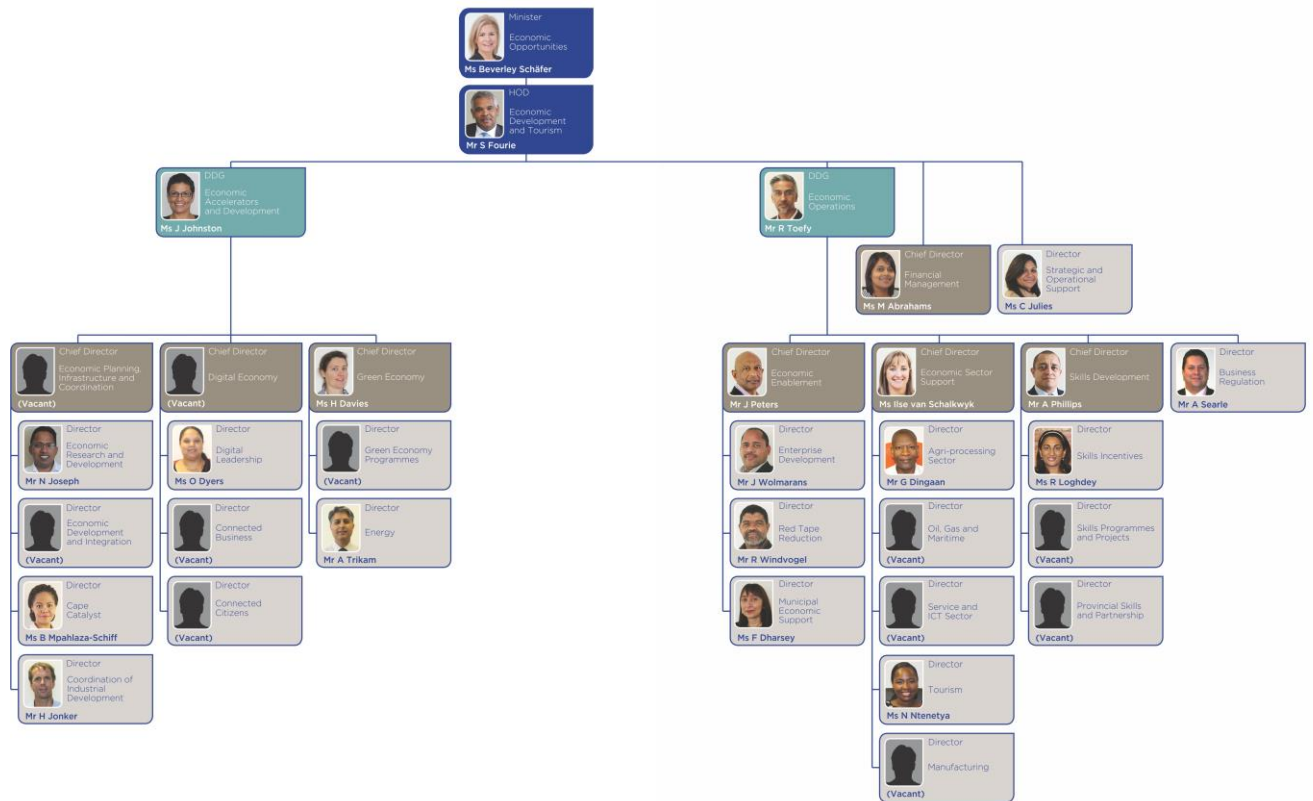 Minister
Economic
Opportunities
Ms Beverley Schäfer
HOD
Economic
Development
and Tourism
Mr S Fourie
DDG
Economic
Accelerators
and Development
Ms J Johnston
DDG
Economic
Operations
Mr R Toefy
Chief Director
Financial
Management
Ms M Abrahams
Director
Strategic and
Operational
Support
Ms C Julies
Chief Director
Economic Planning,
Infrastructure and
Coordination
(Vacant)
Chief Director
Digital Economy
(Vacant)
Chief Director
Green Economy
Ms H Davies
Chief Director
Economic
Enablement
Mr J Peters
Chief Director
Economic Sector
Support
Ms Ilse van Schalkwyk
Chief Director
Skills Development
Mr A Phillips
Director
Business
Regulation
Mr A Searle
Director
Economic
Research and
Development
Mr N Joseph
Director
Digital
Leadership
Ms O Dyers
Director
Green Economy
Programmes
(Vacant)
Director
Enterprise
Development
Mr J Wolmarans
Director
Agri-processing
Sector
Mr G Dingaan
Director
Skills Incentives
Ms R Loghdey
Director
Economic
Development
and Integration
(Vacant)
Director
Connected
Business
(Vacant)
Director
Energy
Mr A Trikam
Director
Red Tape
Reduction
Mr R Windvogel
Director
Oil, Gas and
Maritime
(Vacant)
Director
Skills Programmes
and Projects
(Vacant)
Director
Cape
Catalyst
Ms B Mpahlaza-Schiff
Director
Connected
Citizens
(Vacant)
Director
Municipal
Economic
Support
Ms F Dharsey
Director
Service and
ICT Sector
(Vacant)
Director
Provincial Skills
and Partnership
(Vacant)
Director
Coordination of
Industrial
Development
Mr H Jonker
Director
Tourism
Ms N Ntenetya
Director
Manufacturing
(Vacant)